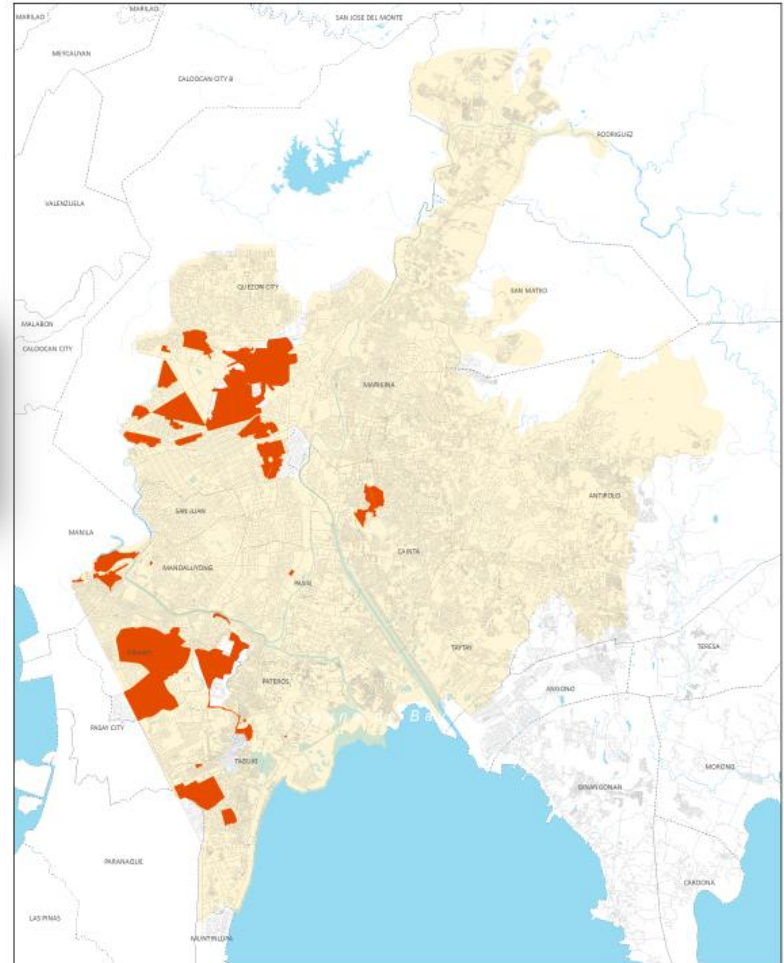 MARILAO
MARILAO
SAN JOSE DEL MONTE
MEYCAUYAN
CALOOCAN CITY B
RODRIGUEZ
VALENZUELA
QUEZON CITY
SAN MATEO
MALABON
CALOOCAN CITY
MARIKINA
ANTIPOLO
SAN JUAN
MANILA
CAINTA
MANDALUYONG
PASIG
TAYTAY
TERESA
MAKATI
PATEROS
ANGONO
PASAY CITY
TAGUIG
MORONG
BINANGONAN
PARANAQUE
CARDONA
LAS PINAS
MUNTINLUPA